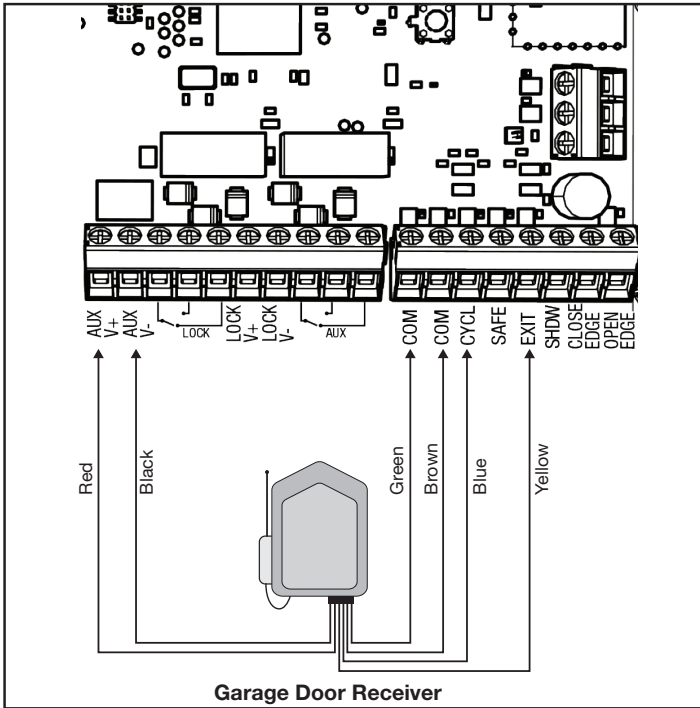 AUX V+
AUX V-
LOCK
LOCK V+
LOCK V-
AUX
COM
COM
CYCL
SAFE
EXIT
SHDW
CLOSE EDGE
OPEN EDGE
Red
Black
Green
Brown
Blue
Yellow
Garage Door Receiver